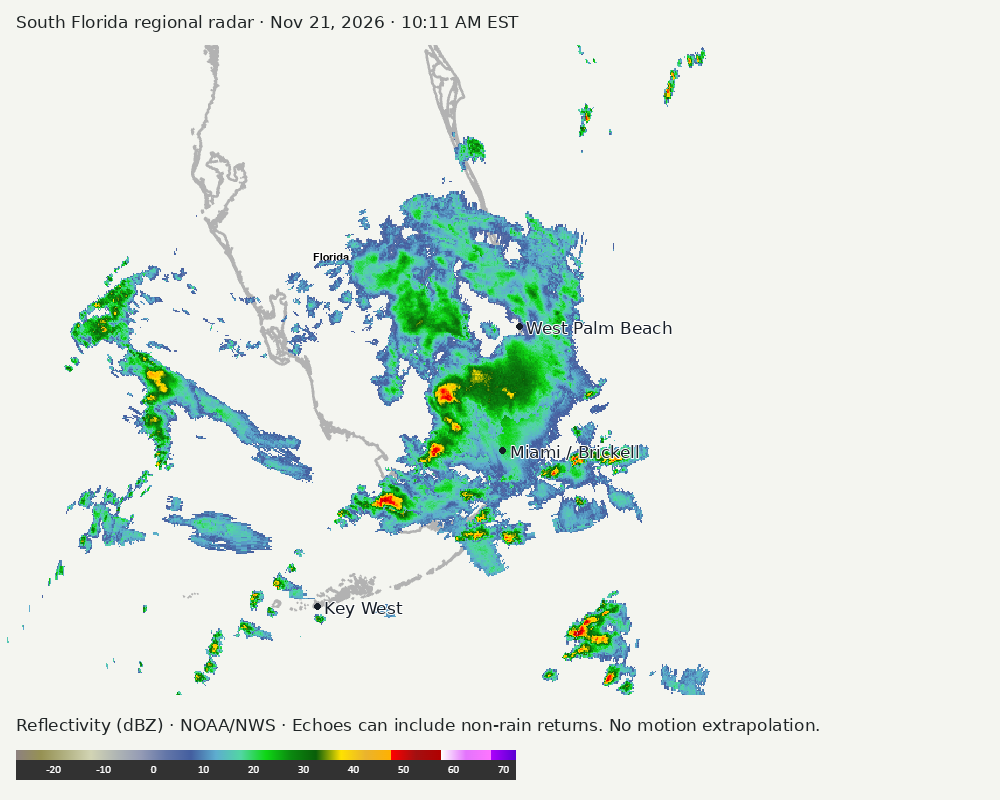 South Florida regional radar · Nov 21, 2026 · 10:11 AM EST
Florida
West Palm Beach
Miami / Brickell
Key West
Reflectivity (dBZ) · NOAA/NWS · Echoes can include non-rain returns. No motion extrapolation.
-20 -10 0 10 20 30 40 50 60 70